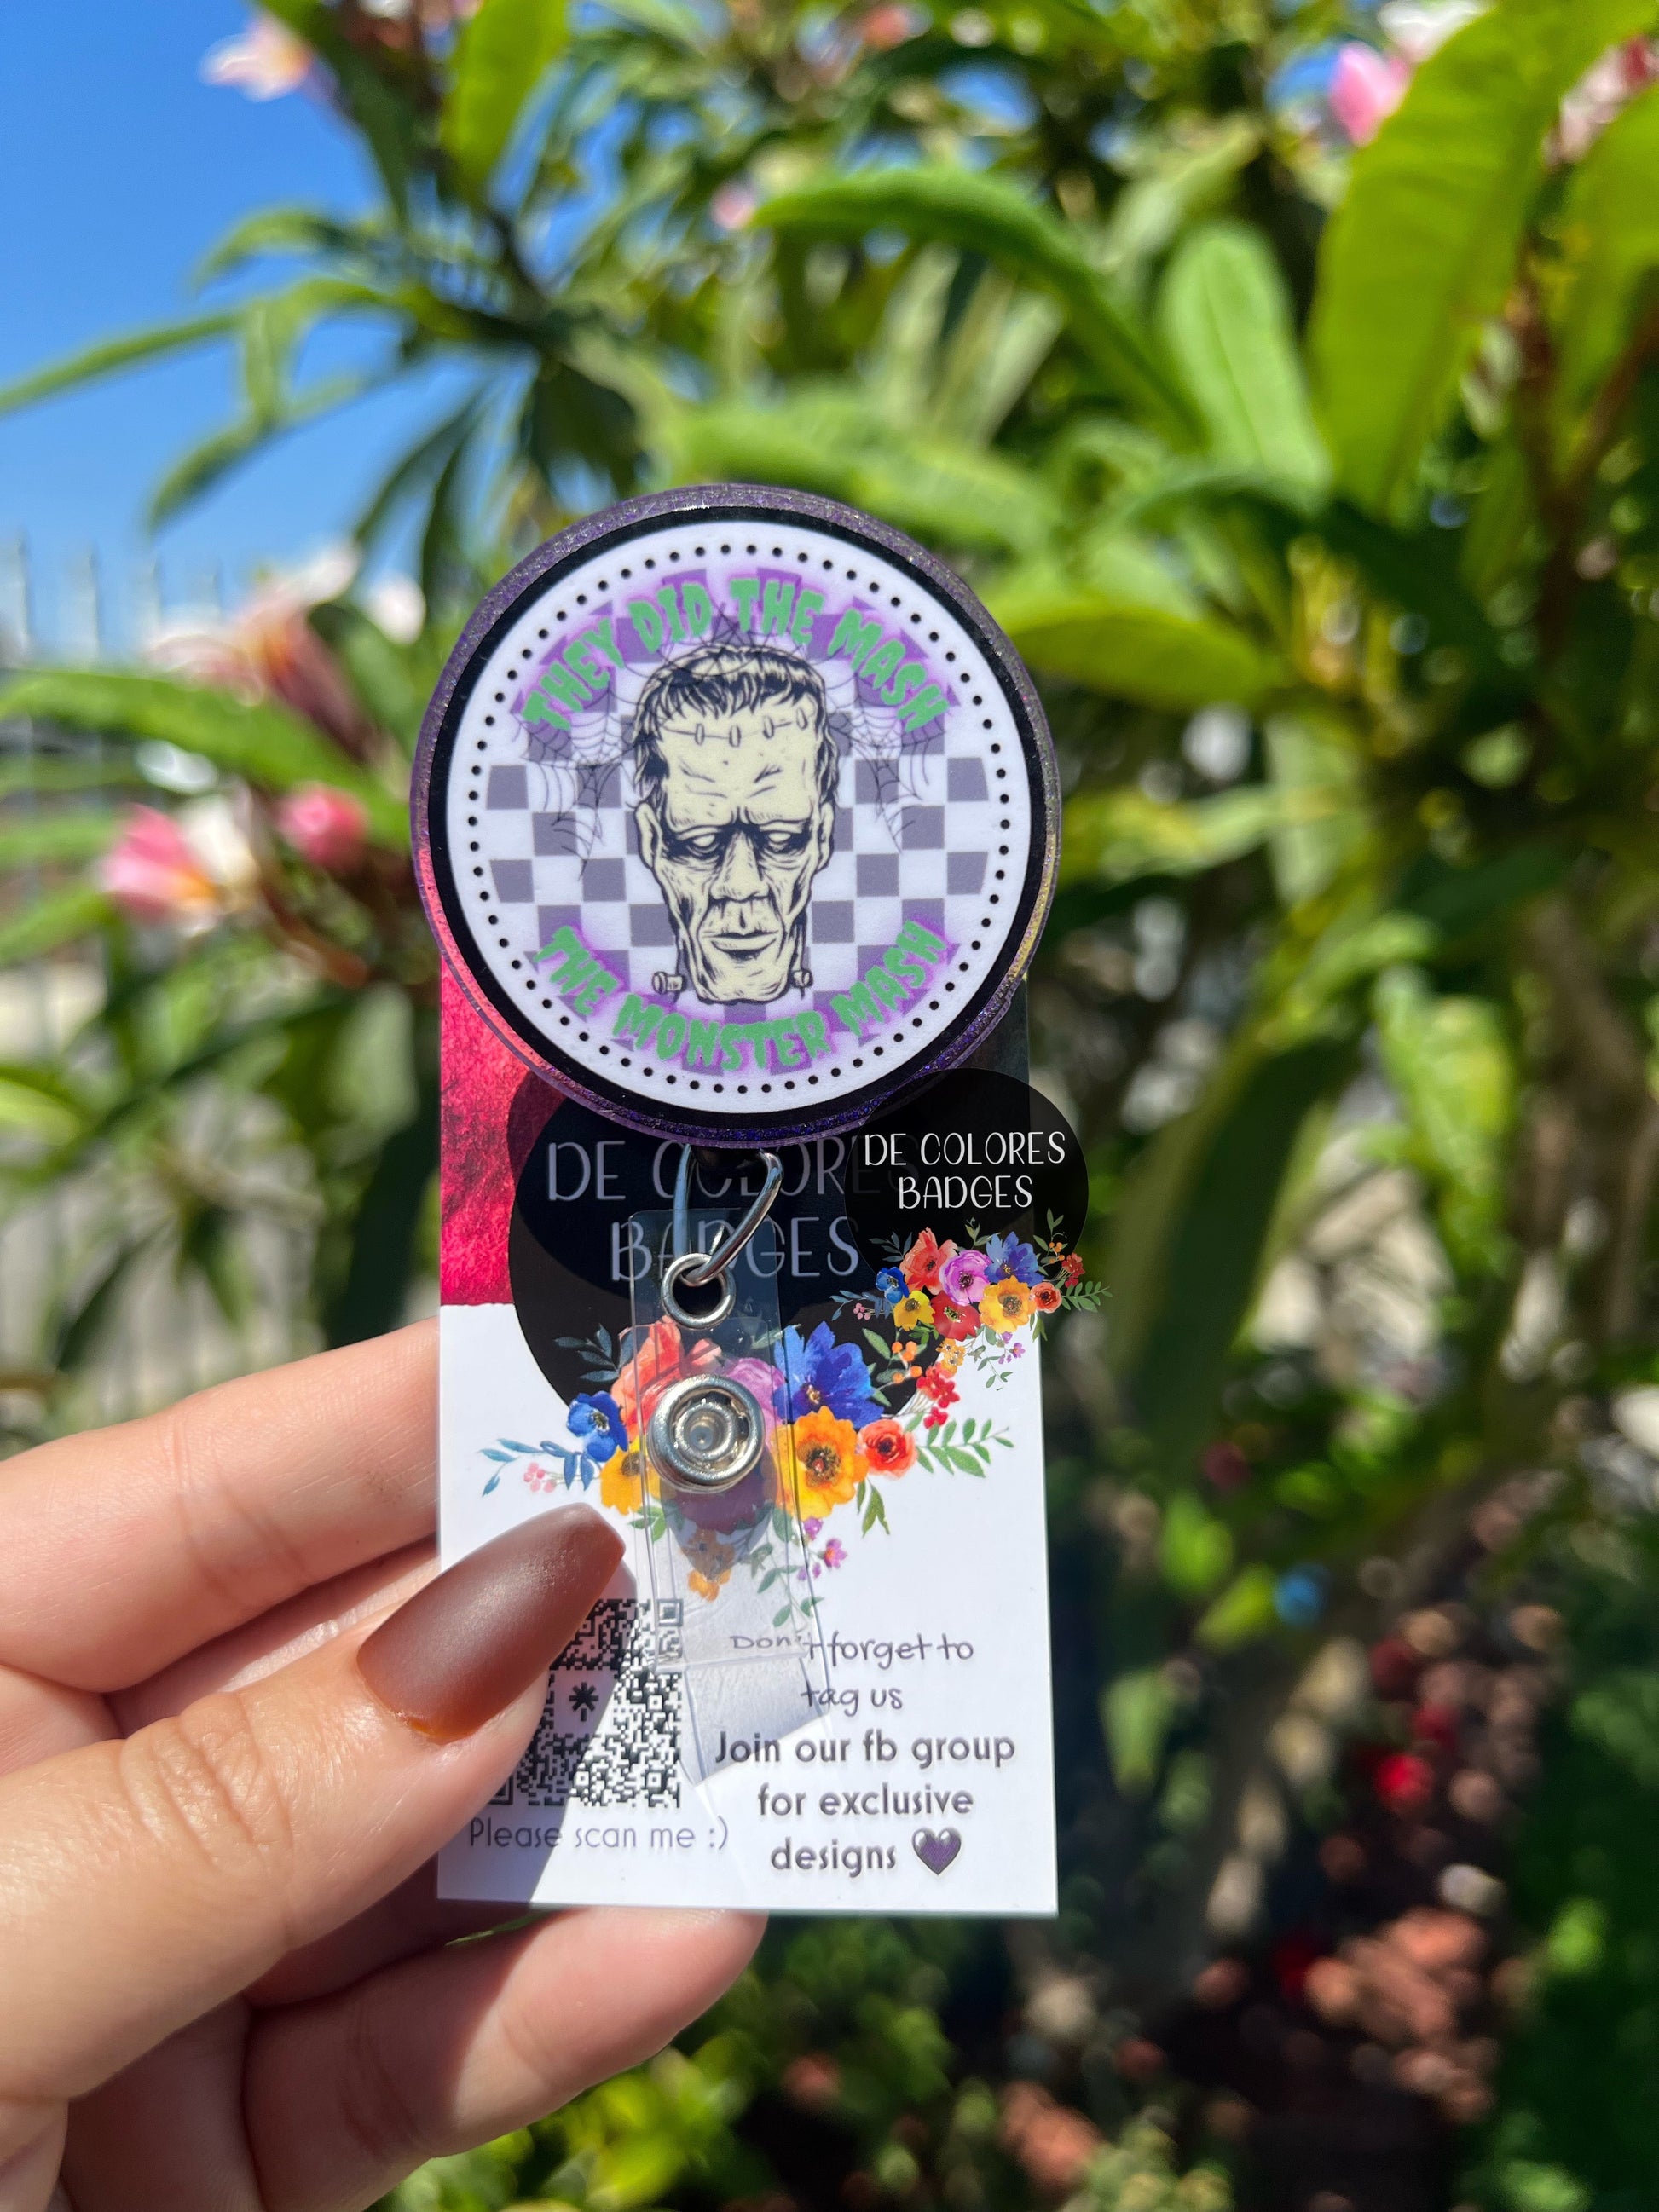 THEY DID THE MASH
THE MONSTER MASH
DE COLORES
BADGES
DE COLORES
BADGES
Don't forget to
tag us
Join our fb group
for exclusive
designs
Please scan me :)